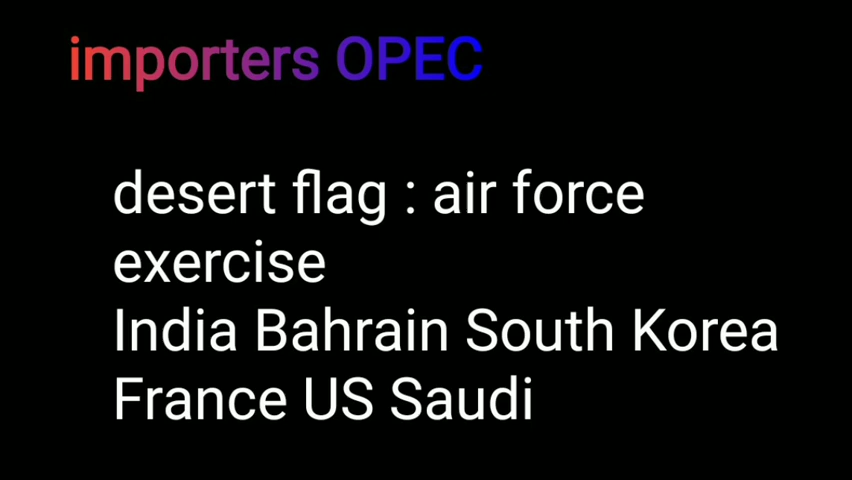 importers OPEC
desert flag : air force
exercise
India Bahrain South Korea
France US Saudi